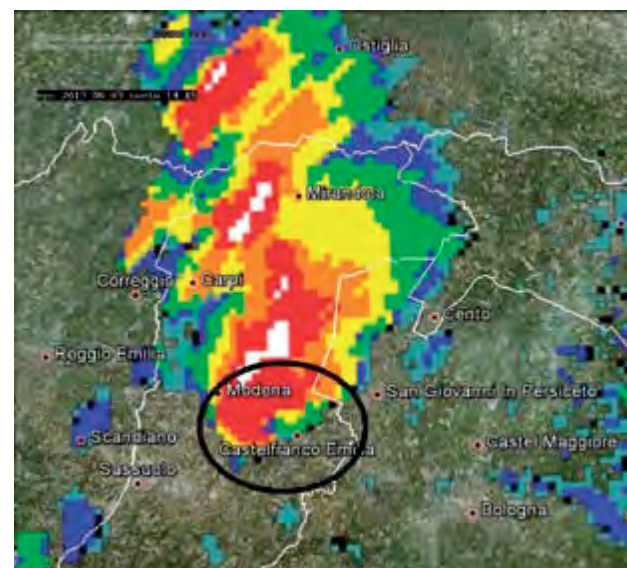 Ostiglia
Mirandola
Correggio
Carpi
Cento
Reggio Emilia
Modena
San Giovanni in Persiceto
Scandiano
Castelfranco Emilia
Castel Maggiore
Sassuolo
Bologna